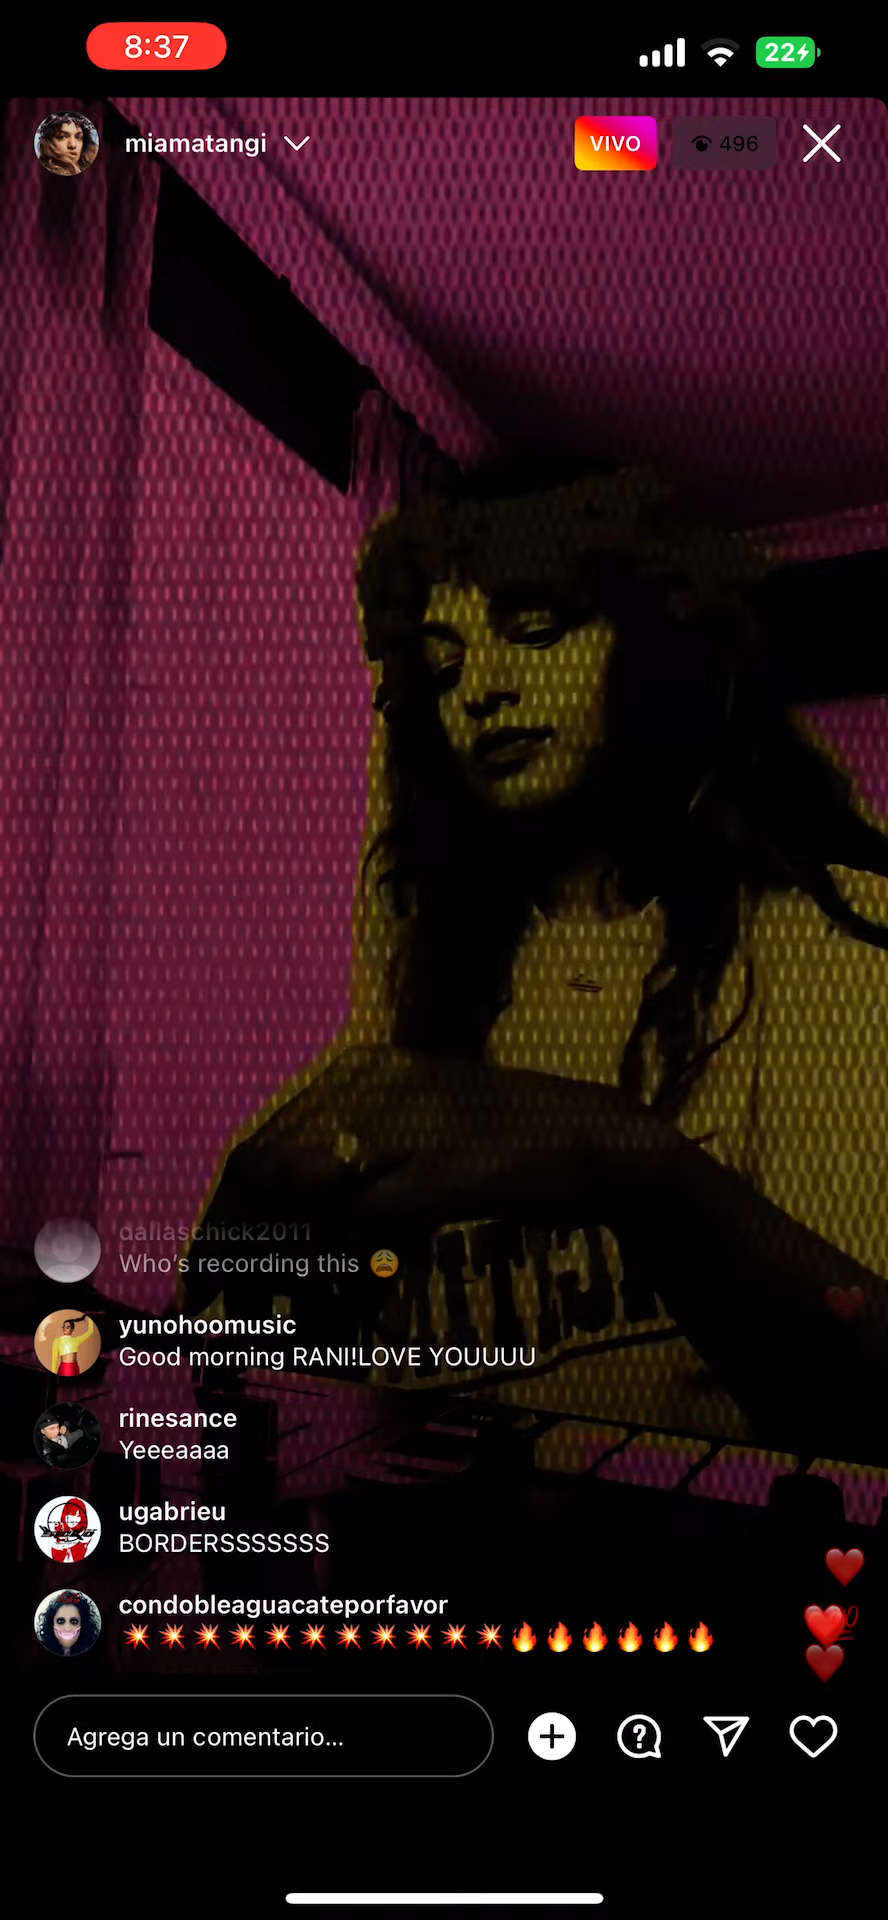 8:37
22
miamatangi
VIVO
496
dallaschick2011
Who's recording this 😩
yunohoomusic
Good morning RANI!LOVE YOUUUU
rinesance
Yeeeaaaa
ugabrieu
BORDERSSSSSSS
condobleaguacateporfavor
💥💥💥💥💥💥💥💥💥💥💥🔥🔥🔥🔥🔥🔥
Agrega un comentario...